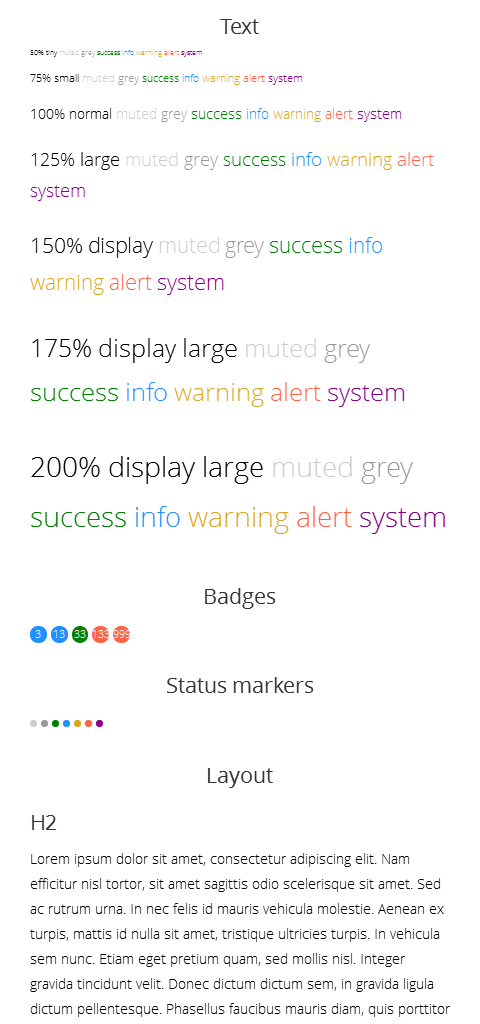 Text
50% tiny muted grey success info warning alert system
75% small muted grey success info warning alert system
100% normal muted grey success info warning alert system
125% large muted grey success info warning alert
system
150% display muted grey success info
warning alert system
175% display large muted grey
success info warning alert system
200% display large muted grey
success info warning alert system
Badges
3 13 33 133 999
Status markers
Layout
H2
Lorem ipsum dolor sit amet, consectetur adipiscing elit. Nam
efficitur nisl tortor, sit amet sagittis odio scelerisque sit amet. Sed
ac rutrum urna. In nec felis id mauris vehicula molestie. Aenean ex
turpis, mattis id nulla sit amet, tristique ultricies turpis. In vehicula
sem nunc. Etiam eget pretium quam, sed mollis nisl. Integer
gravida tincidunt velit. Donec dictum dictum sem, in gravida ligula
dictum pellentesque. Phasellus faucibus mauris diam, quis porttitor